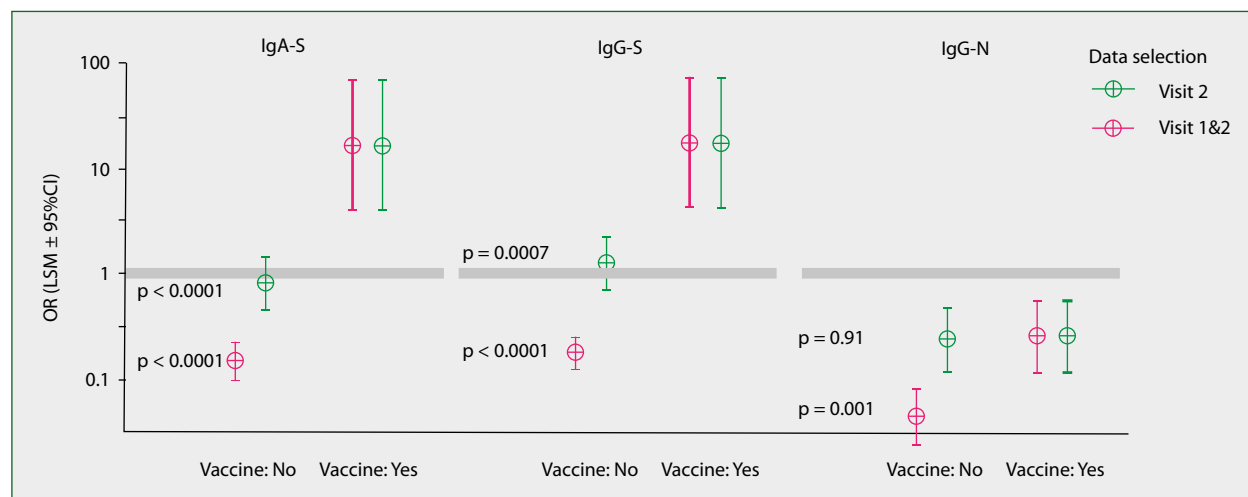 IgA-S
IgG-S
IgG-N
Data selection
Visit 2
Visit 1&2
OR (LSM ± 95%CI)
100
10
1
0.1
p < 0.0001
p < 0.0001
p = 0.0007
p < 0.0001
p = 0.91
p = 0.001
Vaccine: No
Vaccine: Yes
Vaccine: No
Vaccine: Yes
Vaccine: No
Vaccine: Yes